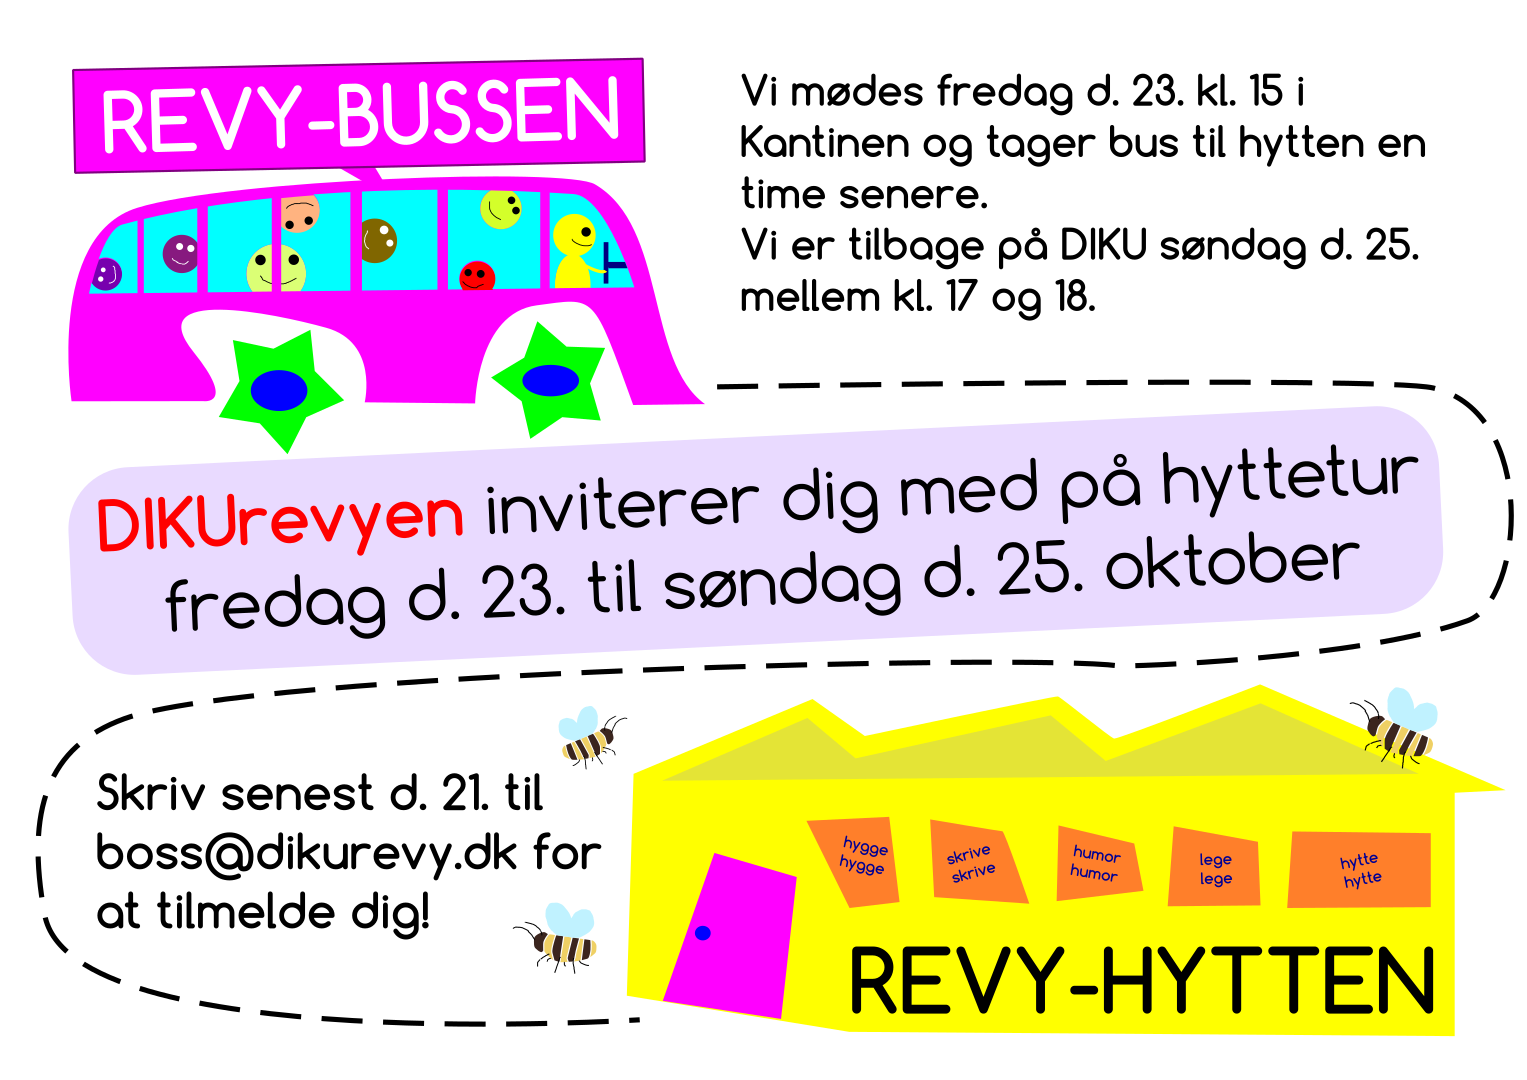 REVY-BUSSEN
Vi mødes fredag d. 23. kl. 15 i
Kantinen og tager bus til hytten en
time senere.
Vi er tilbage på DIKU søndag d. 25.
mellem kl. 17 og 18.
DIKUrevyen inviterer dig med på hyttetur
fredag d. 23. til søndag d. 25. oktober
Skriv senest d. 21. til
boss@dikurevy.dk for
at tilmelde dig!
hygge
hygge
skrive
skrive
humor
humor
lege
lege
hytte
hytte
REVY-HYTTEN